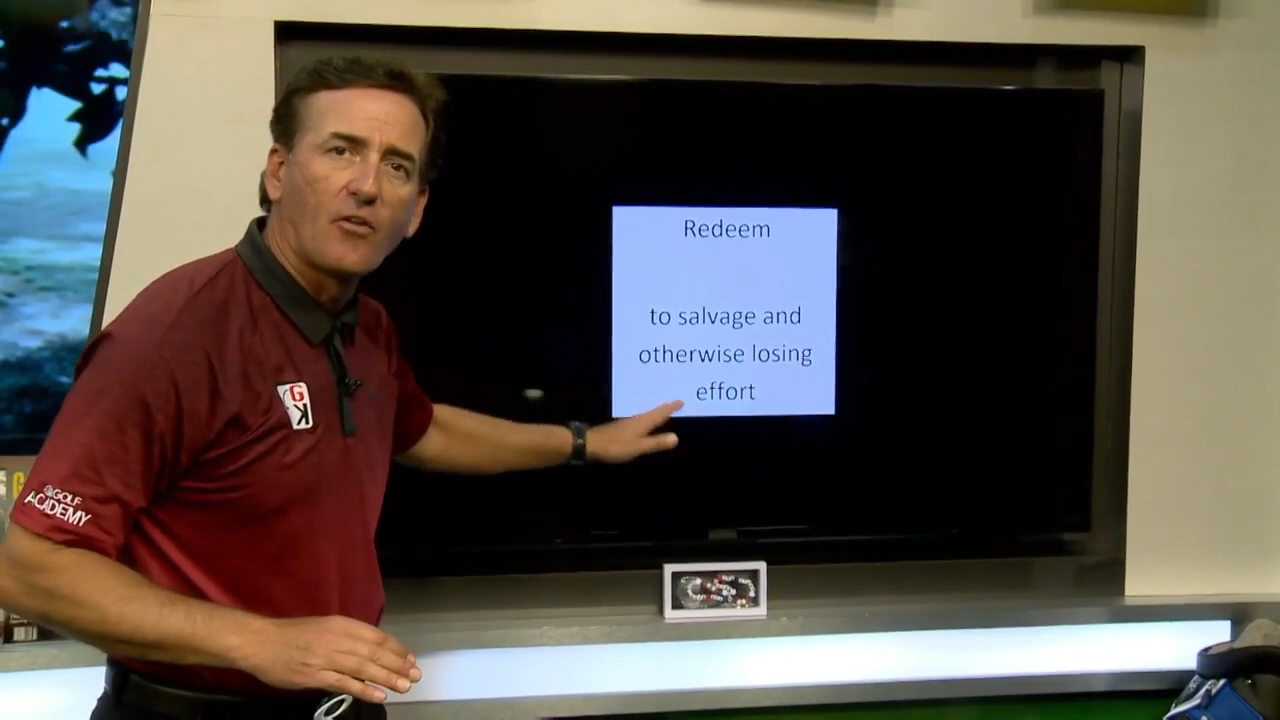 Redeem
to salvage and
otherwise losing
effort
GK
GOLF
ACADEMY